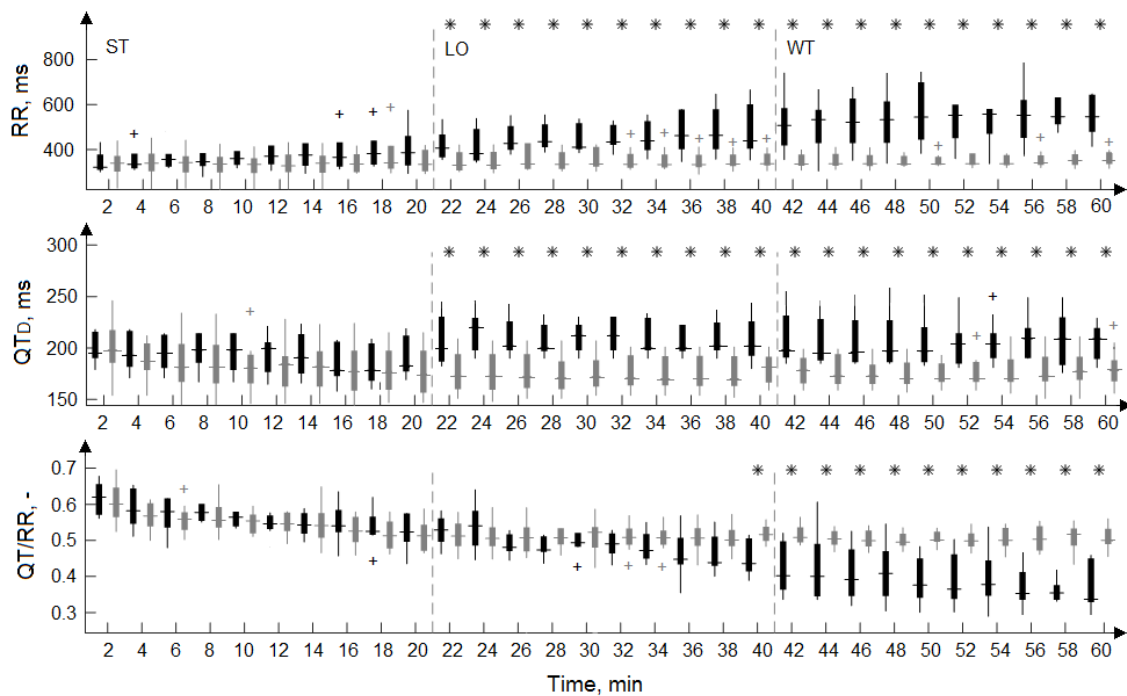 ST LO WT
* * * * * * * * * * * * * * * * * * * *
RR, ms
800
600
400
2 4 6 8 10 12 14 16 18 20 22 24 26 28 30 32 34 36 38 40 42 44 46 48 50 52 54 56 58 60
* * * * * * * * * * * * * * * * * * * *
QTD, ms
300
250
200
150
2 4 6 8 10 12 14 16 18 20 22 24 26 28 30 32 34 36 38 40 42 44 46 48 50 52 54 56 58 60
* * * * * * * * * * *
QT/RR, -
0.7
0.6
0.5
0.4
0.3
2 4 6 8 10 12 14 16 18 20 22 24 26 28 30 32 34 36 38 40 42 44 46 48 50 52 54 56 58 60
Time, min